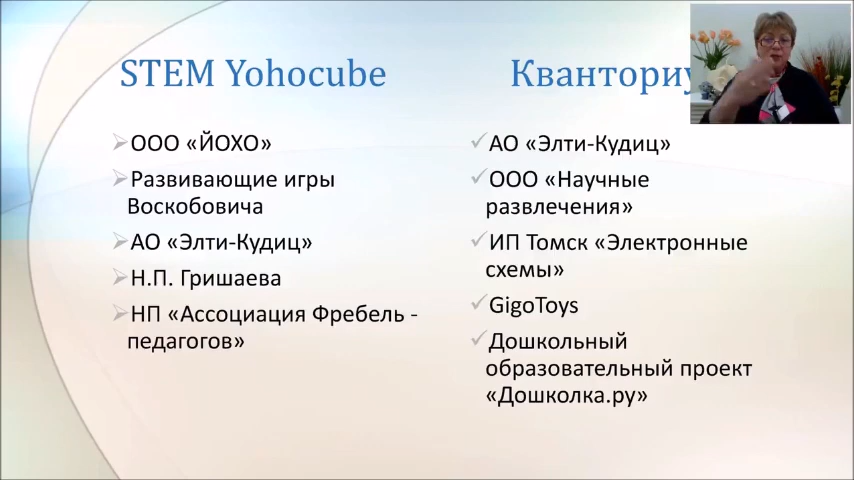 STEM Yohocube
ООО «ЙОХО»
Развивающие игры
Воскобовича
АО «Элти-Кудиц»
Н.П. Гришаева
НП «Ассоциация Фребель -
педагогов»
АО «Элти-Кудиц»
ООО «Научные
развлечения»
ИП Томск «Электронные
схемы»
GigoToys
Дошкольный
образовательный проект
«Дошколка.ру»